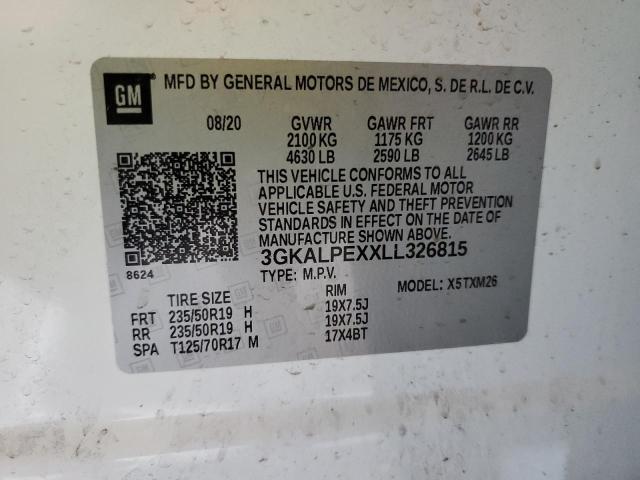 GM ® MFD BY GENERAL MOTORS DE MEXICO, S. DE R.L. DE C.V.
08/20 GVWR GAWR FRT GAWR RR
2100 KG 1175 KG 1200 KG
4630 LB 2590 LB 2645 LB
THIS VEHICLE CONFORMS TO ALL
APPLICABLE U.S. FEDERAL MOTOR
VEHICLE SAFETY AND THEFT PREVENTION
STANDARDS IN EFFECT ON THE DATE OF
MANUFACTURE SHOWN ABOVE.
3GKALPEXXLL326815
8624 TYPE: M.P.V. MODEL: X5TXM26
TIRE SIZE RIM
FRT 235/50R19 H 19X7.5J
RR 235/50R19 H 19X7.5J
SPA T125/70R17 M 17X4BT